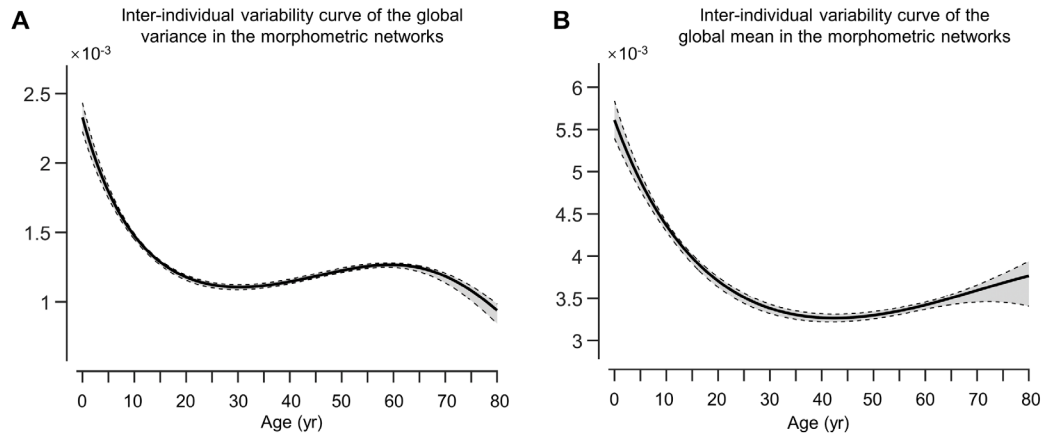 A
Inter-individual variability curve of the global
variance in the morphometric networks
×10⁻³
2.5
2
1.5
1
0 10 20 30 40 50 60 70 80
Age (yr)
B
Inter-individual variability curve of the
global mean in the morphometric networks
×10⁻³
6
5.5
5
4.5
4
3.5
3
0 10 20 30 40 50 60 70 80
Age (yr)